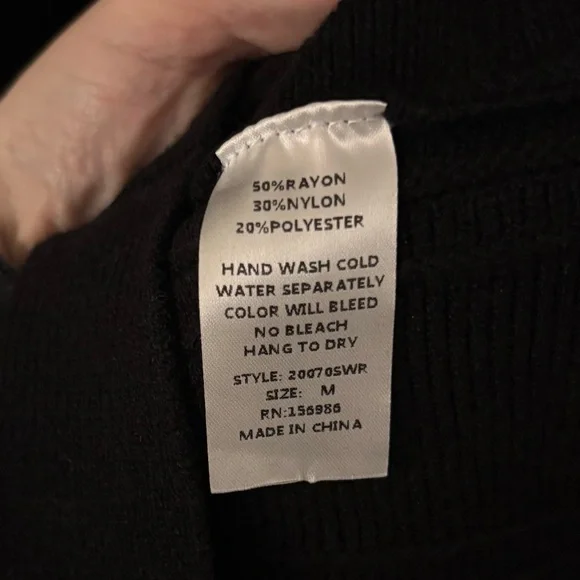 50%RAYON
30%NYLON
20%POLYESTER
HAND WASH COLD
WATER SEPARATELY
COLOR WILL BLEED
NO BLEACH
HANG TO DRY
STYLE: 20070SWR
SIZE: M
RN:156986
MADE IN CHINA